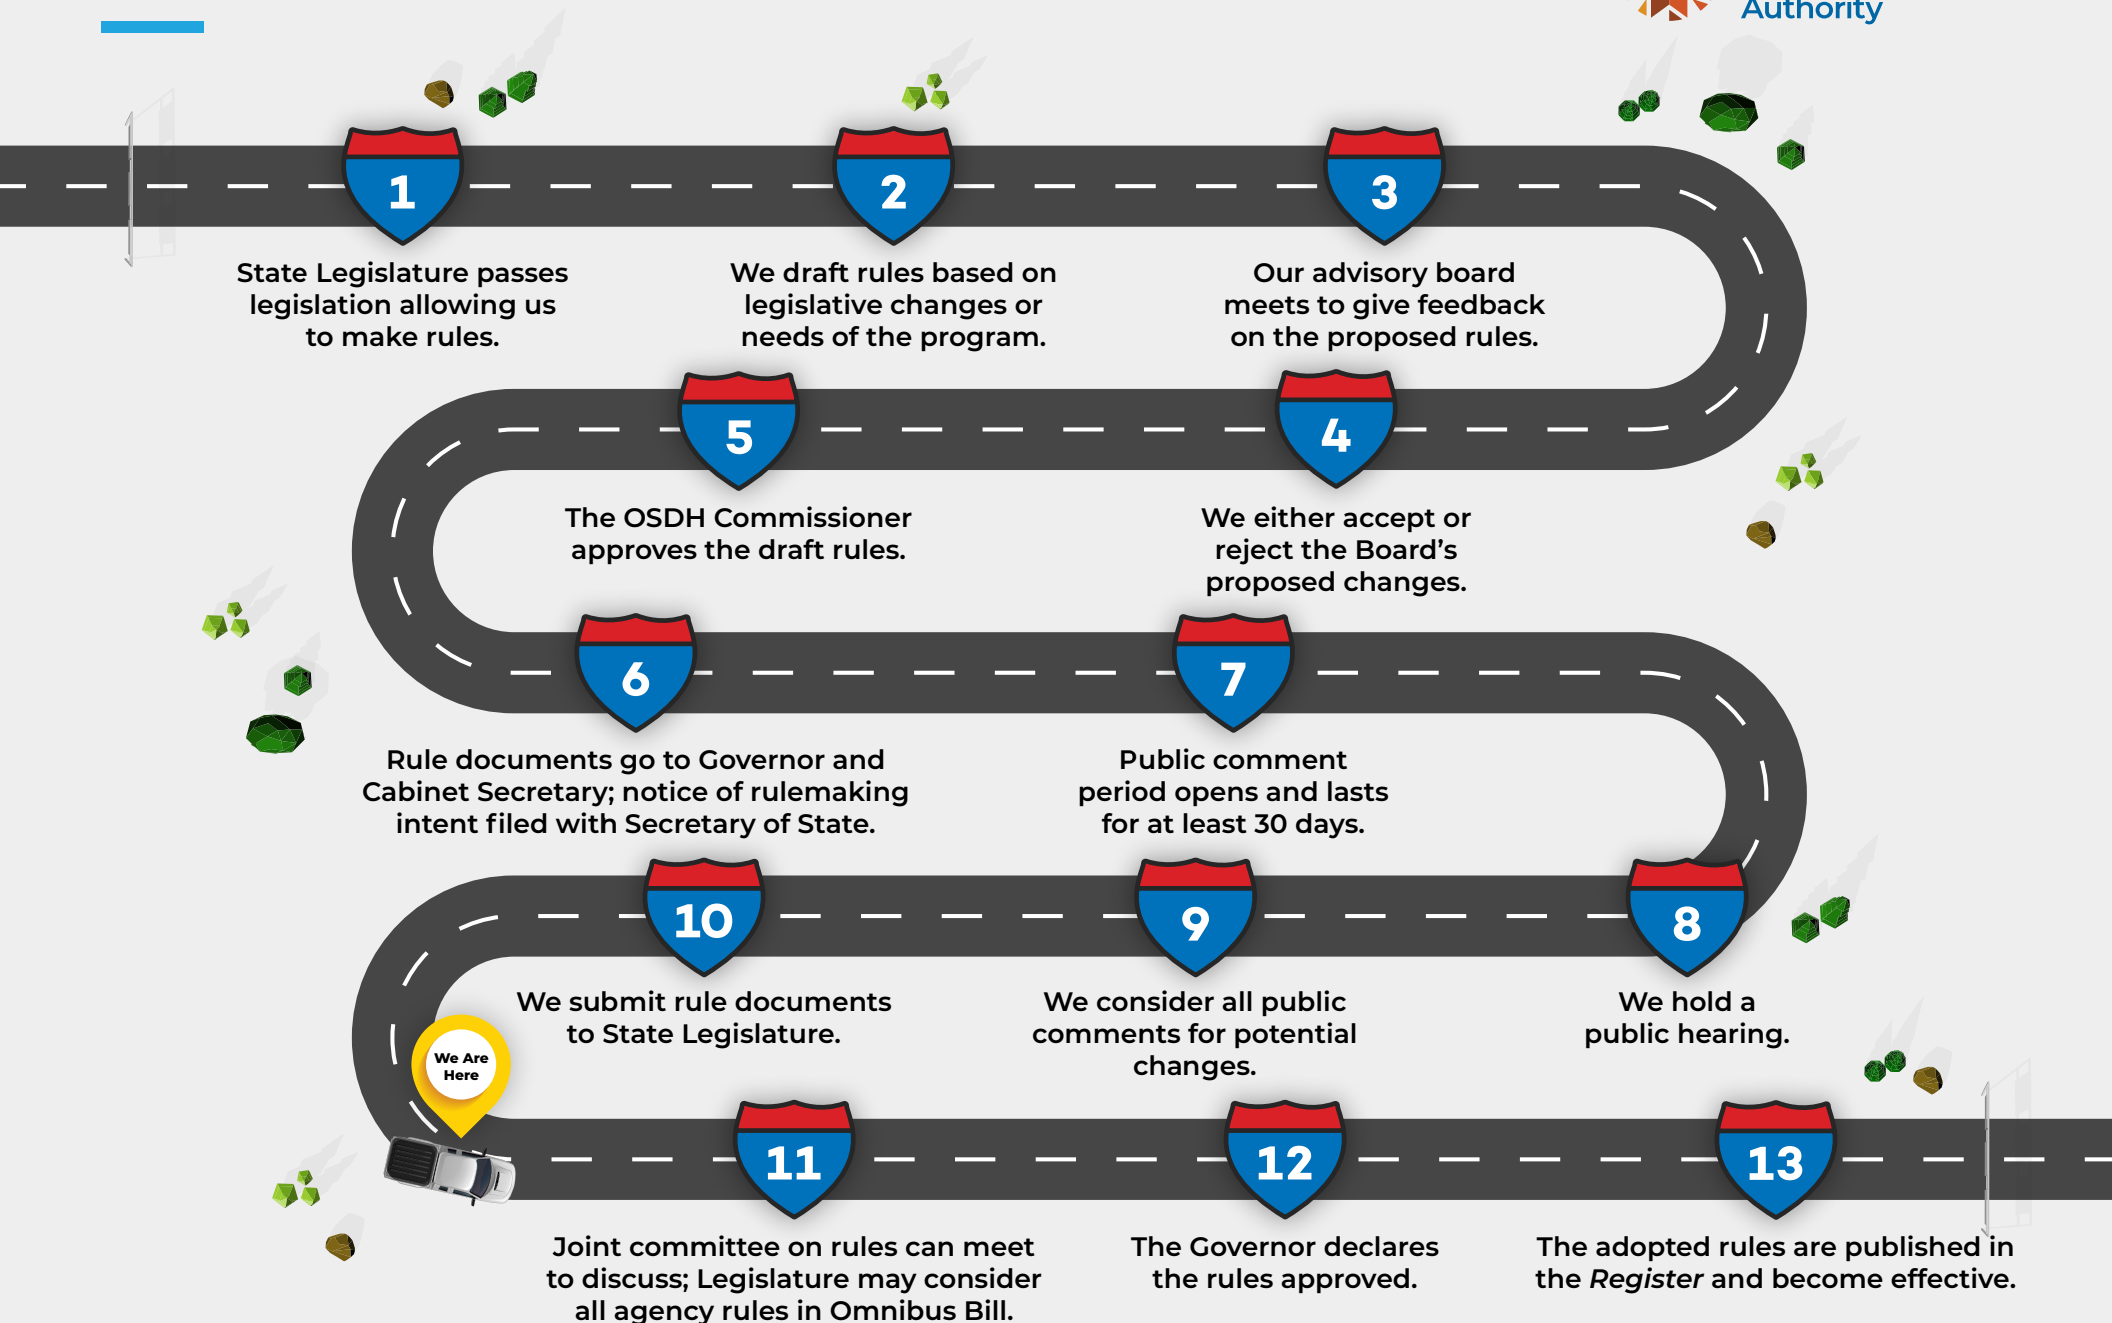 Authority
1
State Legislature passes
legislation allowing us
to make rules.
2
We draft rules based on
legislative changes or
needs of the program.
3
Our advisory board
meets to give feedback
on the proposed rules.
4
We either accept or
reject the Board’s
proposed changes.
5
The OSDH Commissioner
approves the draft rules.
6
Rule documents go to Governor and
Cabinet Secretary; notice of rulemaking
intent filed with Secretary of State.
7
Public comment
period opens and lasts
for at least 30 days.
8
We hold a
public hearing.
9
We consider all public
comments for potential
changes.
10
We submit rule documents
to State Legislature.
We Are
Here
11
Joint committee on rules can meet
to discuss; Legislature may consider
all agency rules in Omnibus Bill.
12
The Governor declares
the rules approved.
13
The adopted rules are published in
the Register and become effective.